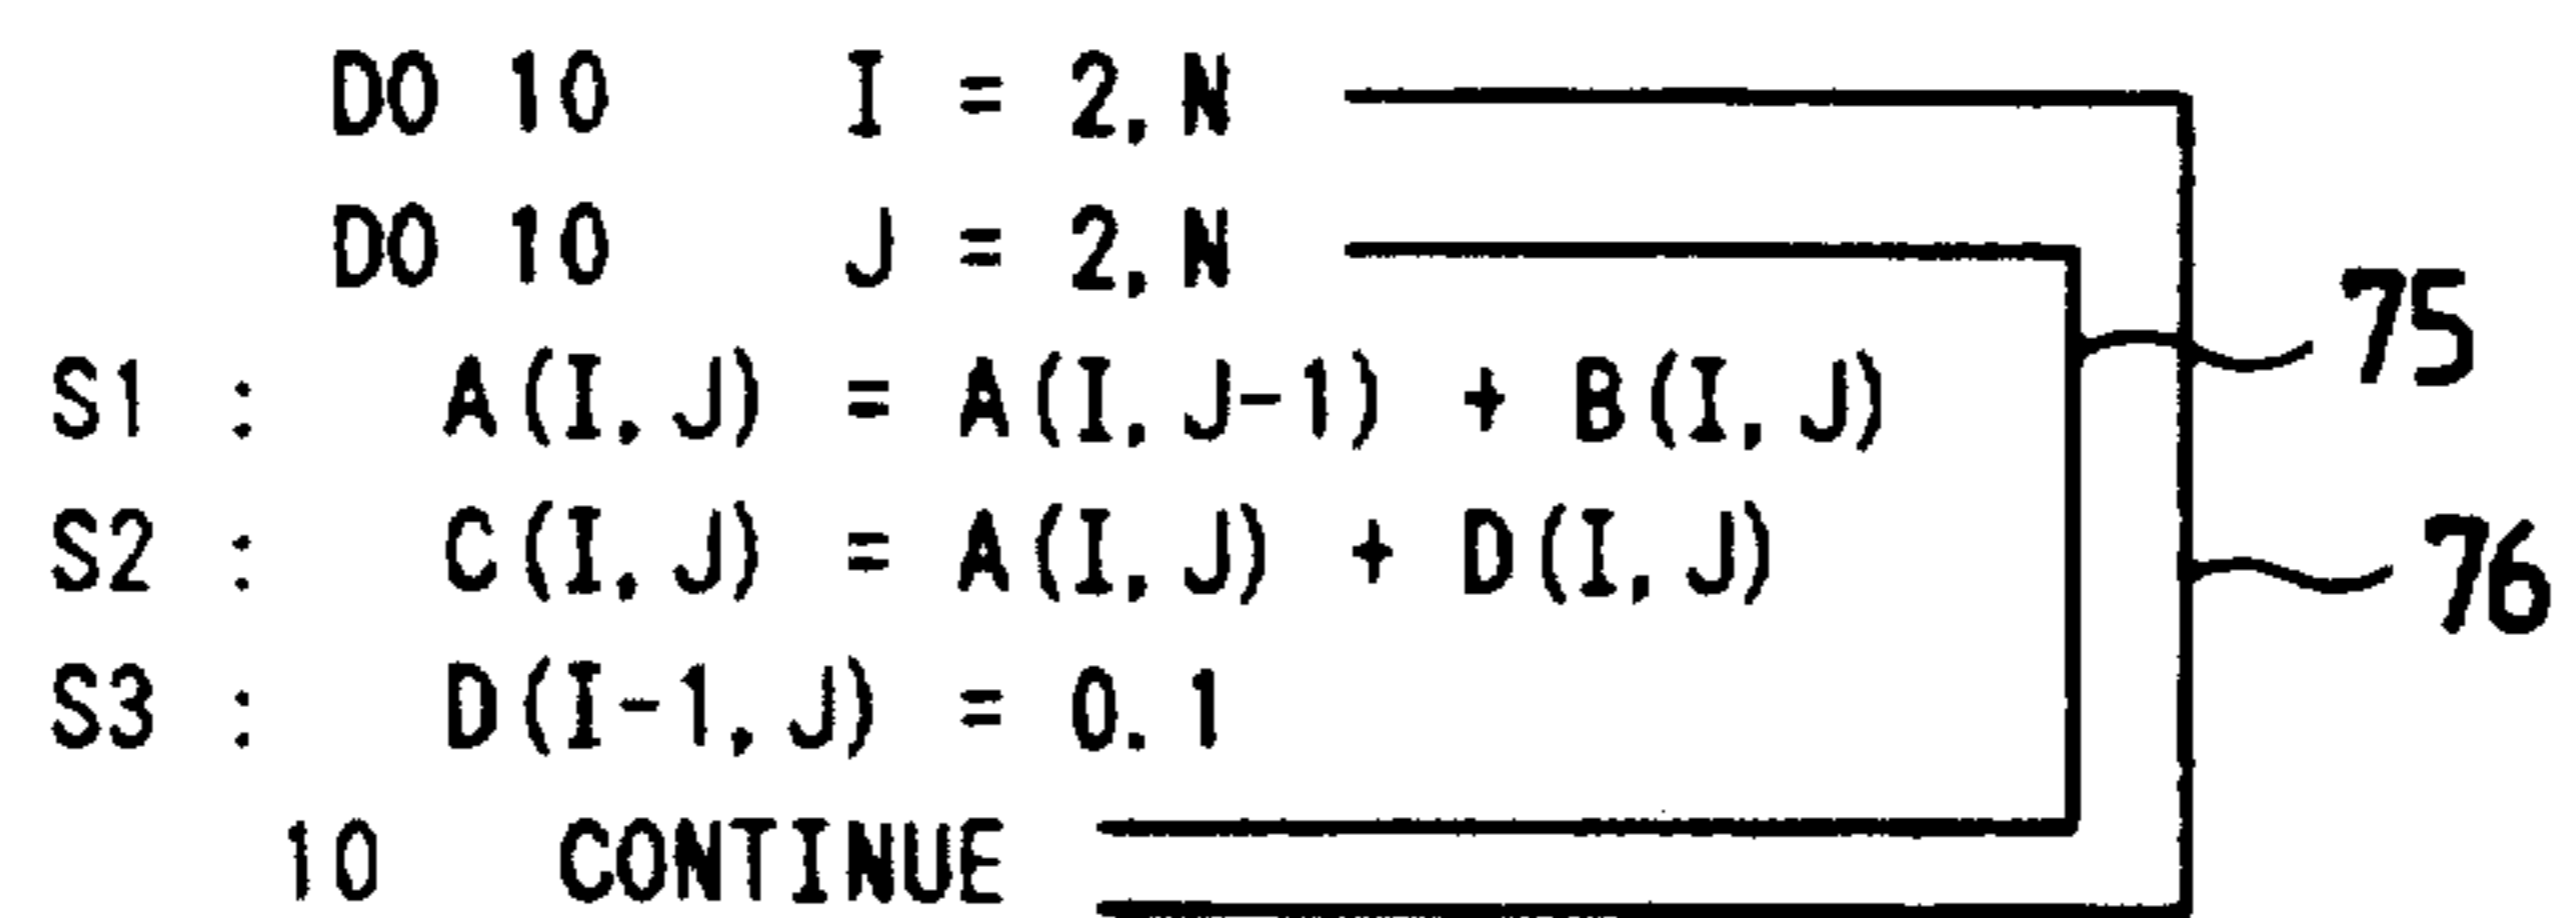 DO 10 I = 2, N
DO 10 J = 2, N
75
S1 : A(I, J) = A(I, J-1) + B(I, J)
S2 : C(I, J) = A(I, J) + D(I, J)
76
S3 : D(I-1, J) = 0.1
10 CONTINUE